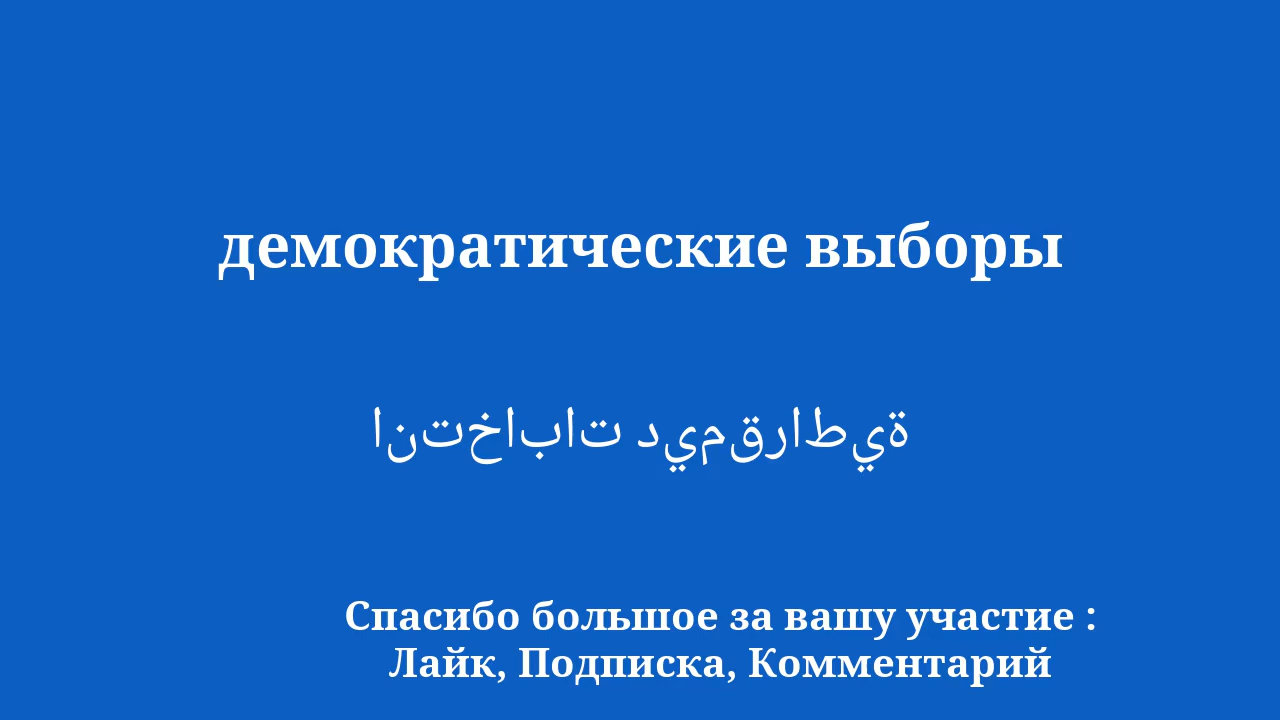 демократические выборы
انتخابات ديمقراطية
Спасибо большое за вашу участие :
Лайк, Подписка, Комментарий